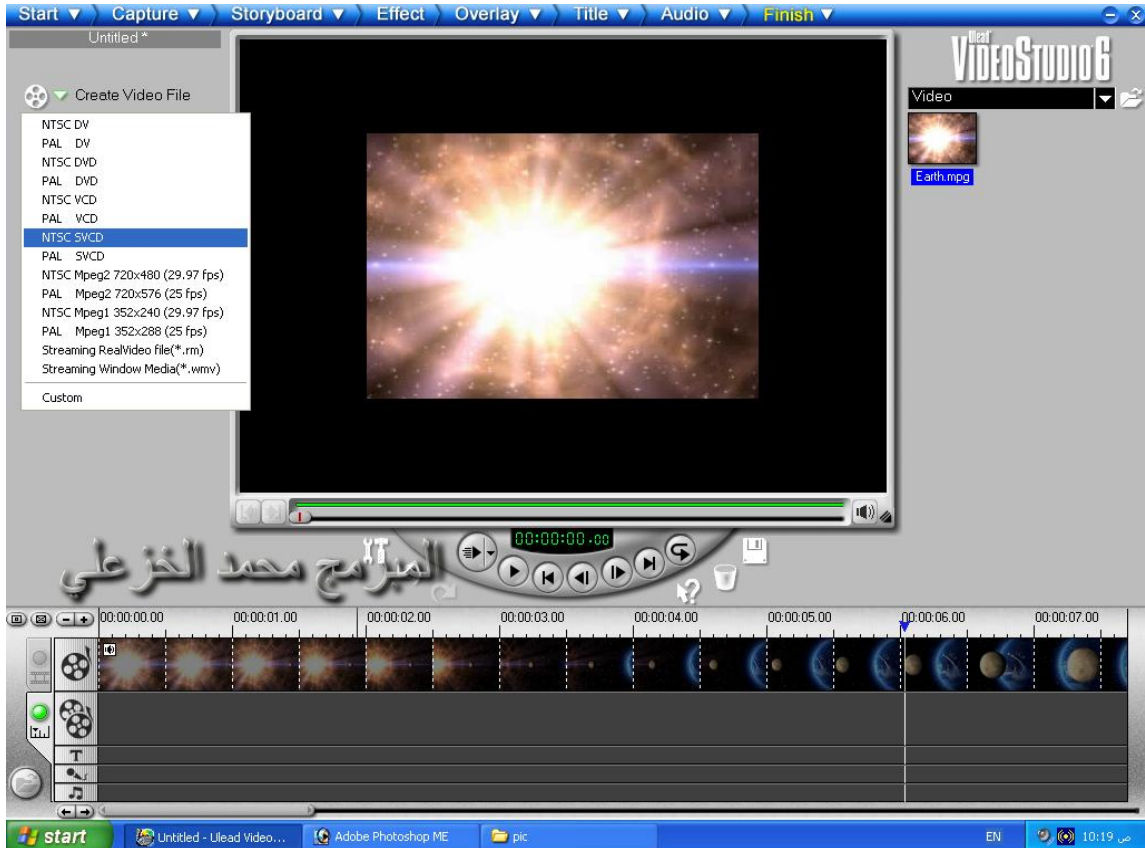 Start ▼ Capture ▼ Storyboard ▼ Effect Overlay ▼ Title ▼ Audio ▼ Finish ▼
Untitled *
Ulead
VIDEOSTUDIO 6
Create Video File
Video
NTSC DV
PAL DV
NTSC DVD
PAL DVD
NTSC VCD
PAL VCD
NTSC SVCD
PAL SVCD
NTSC Mpeg2 720x480 (29.97 fps)
PAL Mpeg2 720x576 (25 fps)
NTSC Mpeg1 352x240 (29.97 fps)
PAL Mpeg1 352x288 (25 fps)
Streaming RealVideo file(*.rm)
Streaming Window Media(*.wmv)
Custom
Earth.mpg
00:00:00.00
المبرمج محمد الخزعلي
00:00:00.00 00:00:01.00 00:00:02.00 00:00:03.00 00:00:04.00 00:00:05.00 00:00:06.00 00:00:07.00
T
start Untitled - Ulead Video... Adobe Photoshop ME pic EN 10:19 ص